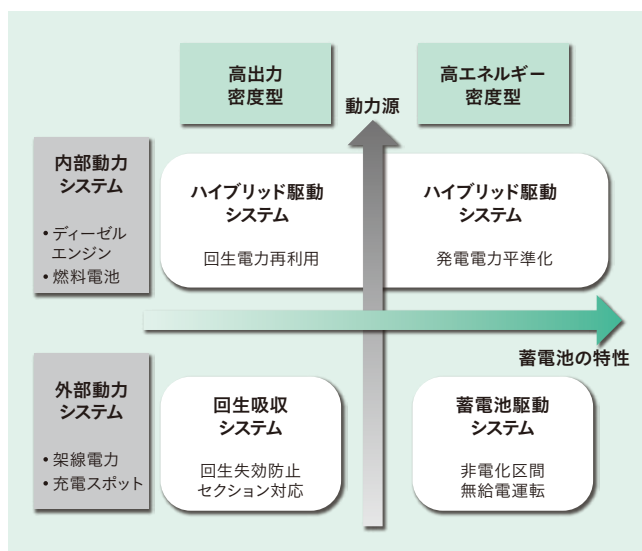 高出力
密度型
高エネルギー
密度型
動力源
内部動力
システム
• ディーゼル
エンジン
• 燃料電池
ハイブリッド駆動
システム
回生電力再利用
ハイブリッド駆動
システム
発電電力平準化
蓄電池の特性
外部動力
システム
• 架線電力
• 充電スポット
回生吸収
システム
回生失効防止
セクション対応
蓄電池駆動
システム
非電化区間
無給電運転